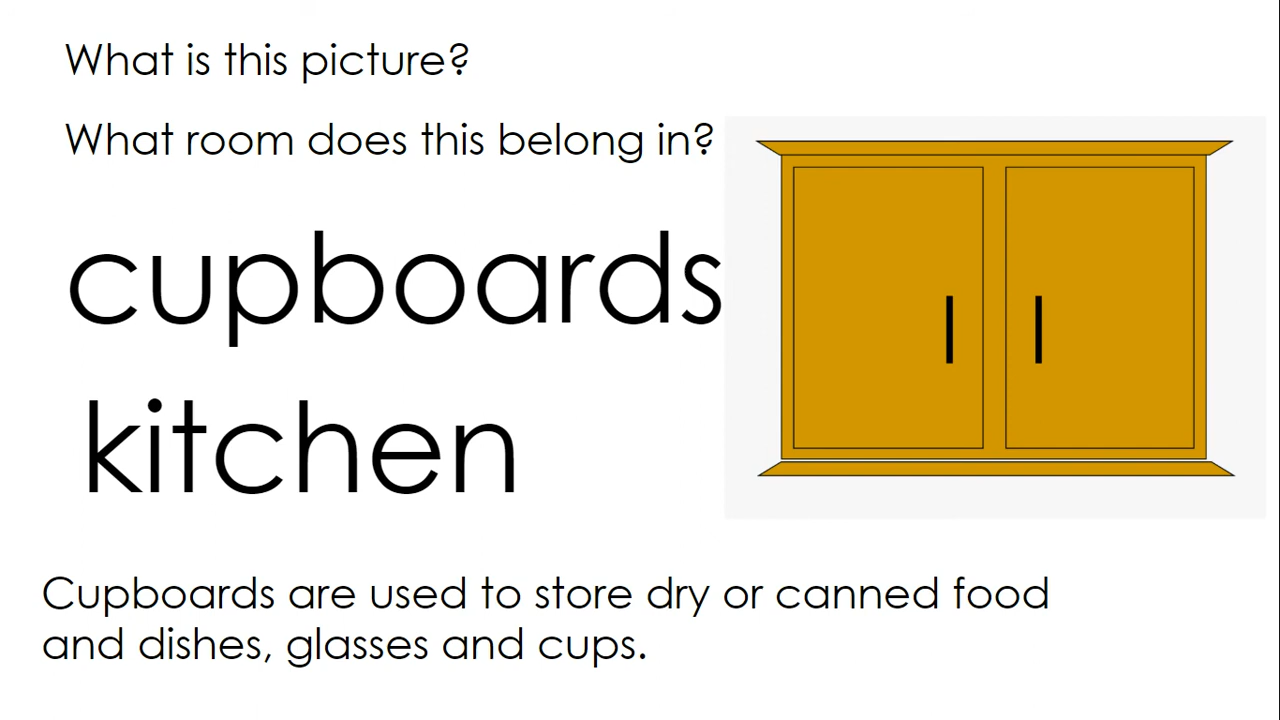 What is this picture?
What room does this belong in?
cupboards
kitchen
Cupboards are used to store dry or canned food
and dishes, glasses and cups.